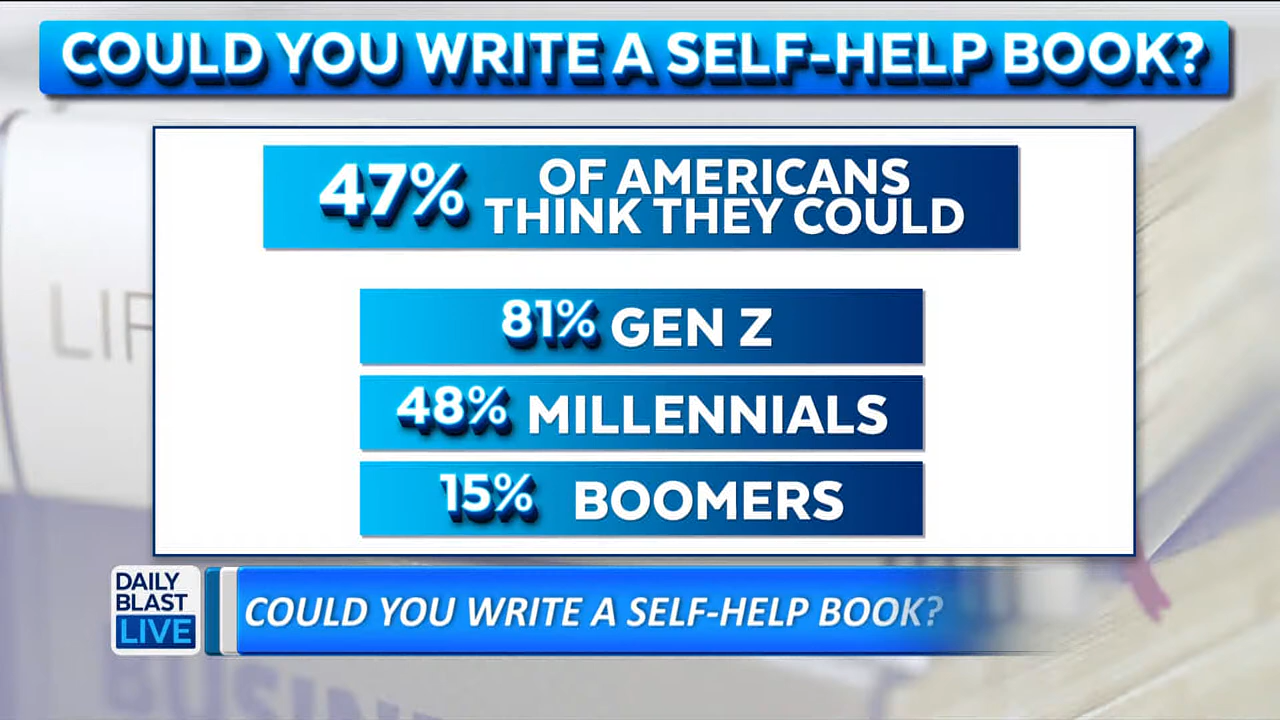 COULD YOU WRITE A SELF-HELP BOOK?
47% OF AMERICANS
THINK THEY COULD
81% GEN Z
48% MILLENNIALS
15% BOOMERS
DAILY
BLAST
LIVE
COULD YOU WRITE A SELF-HELP BOOK?